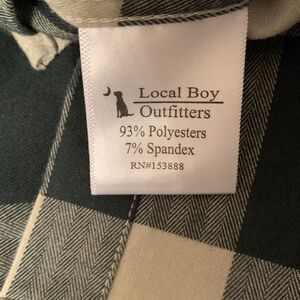 Local Boy
Outfitters
93% Polyesters
7% Spandex
RN#153888